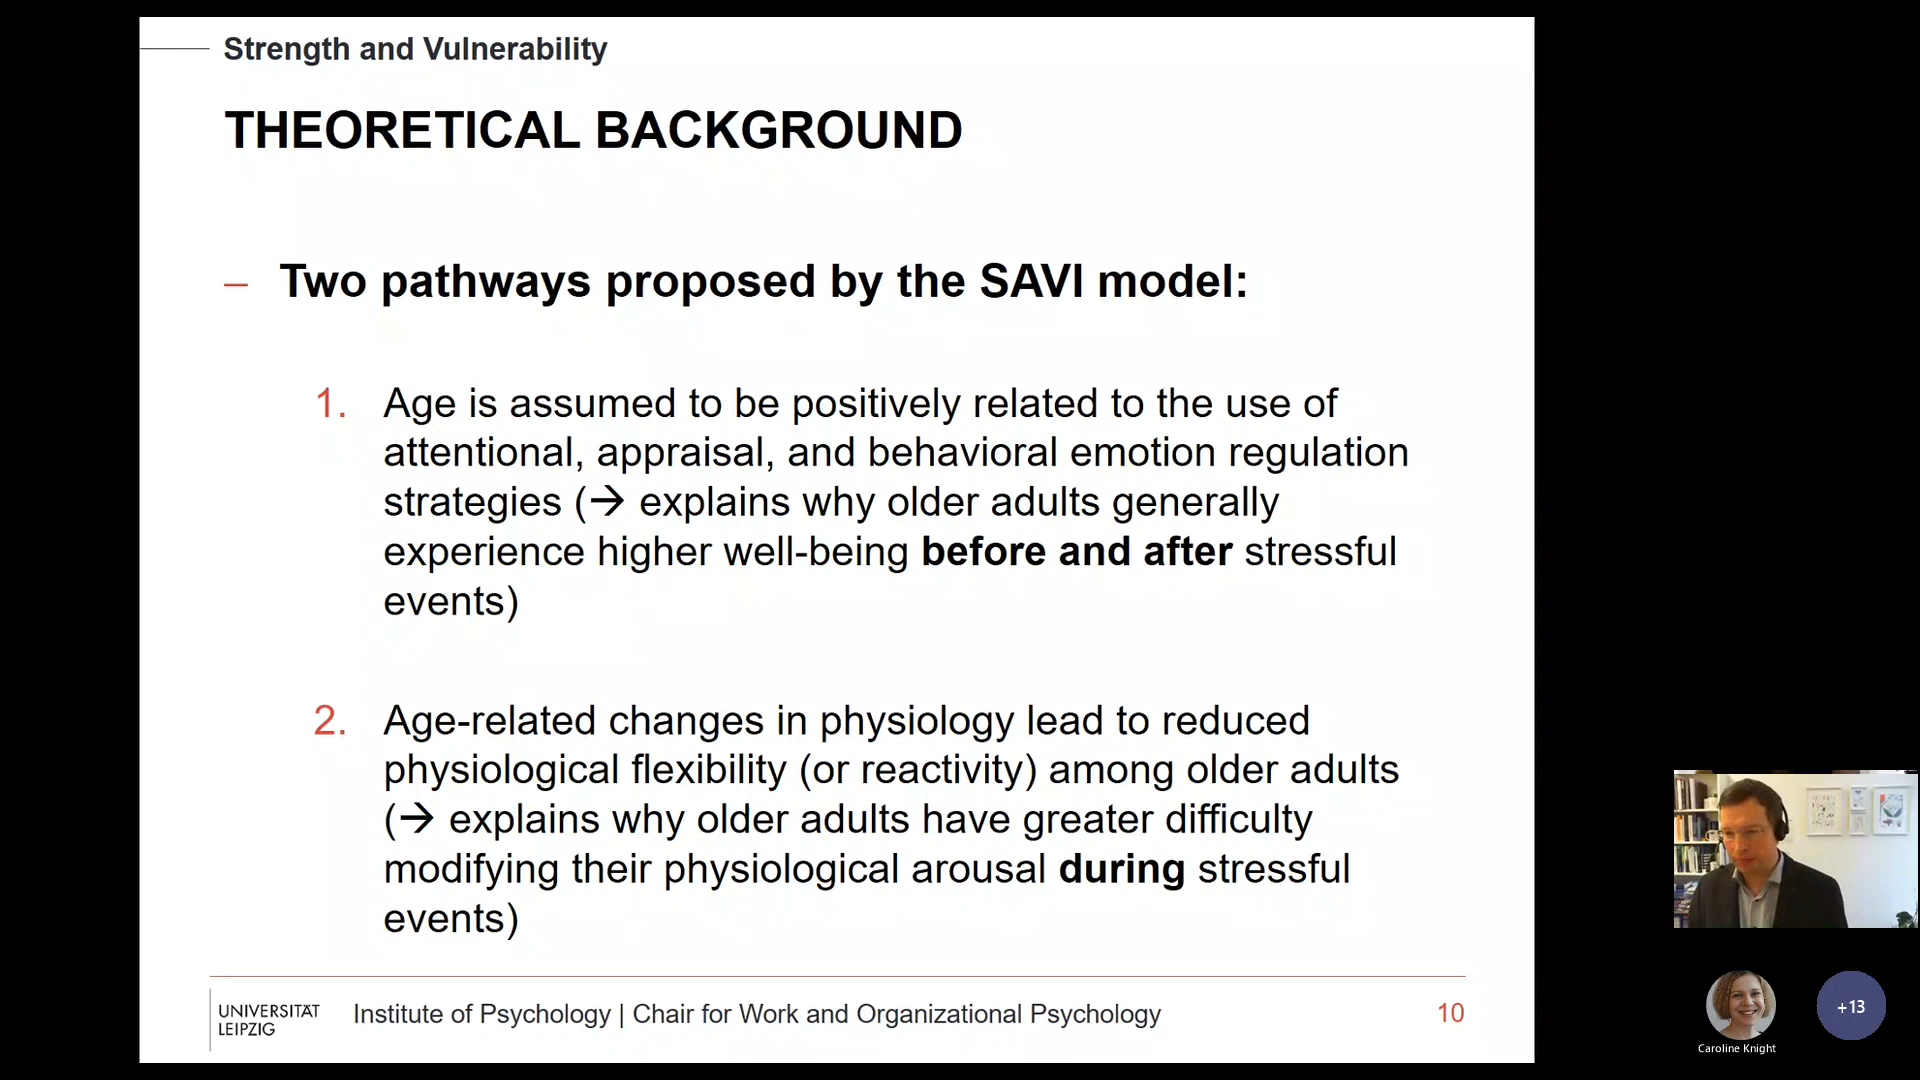 Strength and Vulnerability
THEORETICAL BACKGROUND
– Two pathways proposed by the SAVI model:
1. Age is assumed to be positively related to the use of
attentional, appraisal, and behavioral emotion regulation
strategies (→ explains why older adults generally
experience higher well-being before and after stressful
events)
2. Age-related changes in physiology lead to reduced
physiological flexibility (or reactivity) among older adults
(→ explains why older adults have greater difficulty
modifying their physiological arousal during stressful
events)
UNIVERSITÄT
LEIPZIG
Institute of Psychology | Chair for Work and Organizational Psychology
10
+13
Caroline Knight